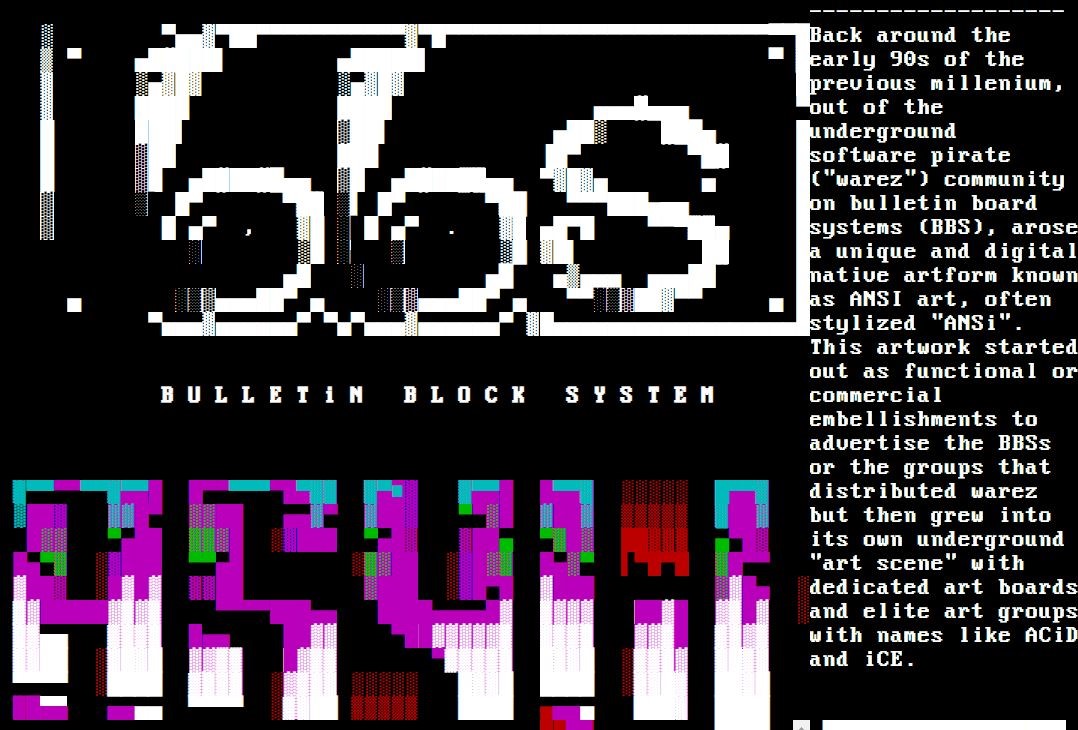 bbs
BULLETiN BLOCK SYSTEM
Back around the
early 90s of the
previous millenium,
out of the
underground
software pirate
("warez") community
on bulletin board
systems (BBS), arose
a unique and digital
native artform known
as ANSI art, often
stylized "ANSi".
This artwork started
out as functional or
commercial
embellishments to
advertise the BBSs
or the groups that
distributed warez
but then grew into
its own underground
"art scene" with
dedicated art boards
and elite art groups
with names like ACiD
and iCE.